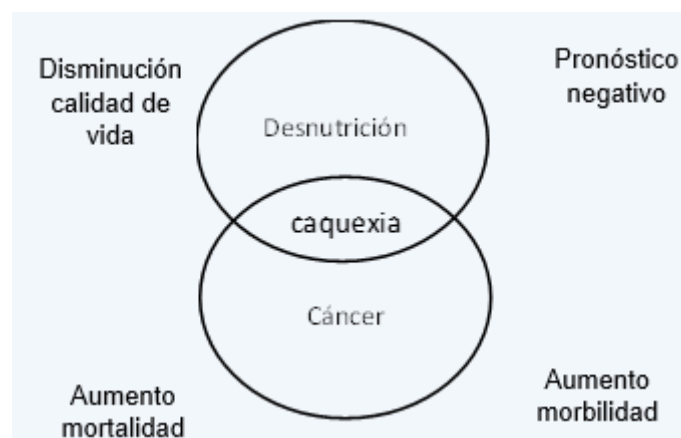 Disminución
calidad de
vida
Pronóstico
negativo
Desnutrición
caquexia
Cáncer
Aumento
mortalidad
Aumento
morbilidad